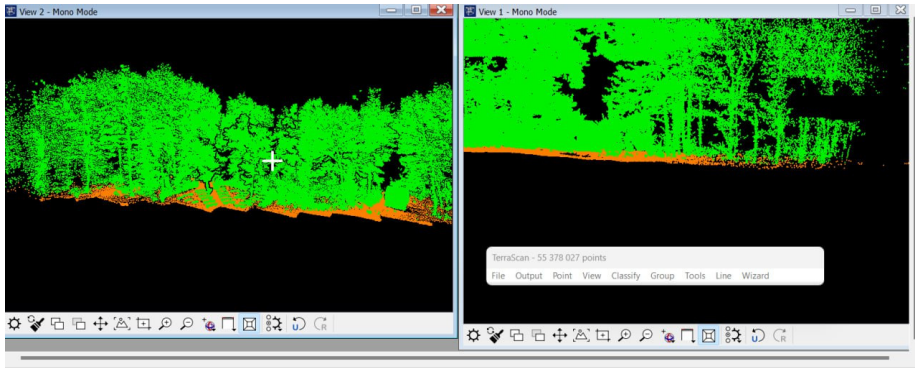 View 2 - Mono Mode
View 1 - Mono Mode
TerraScan - 55 378 027 points
File Output Point View Classify Group Tools Line Wizard
U R
U R